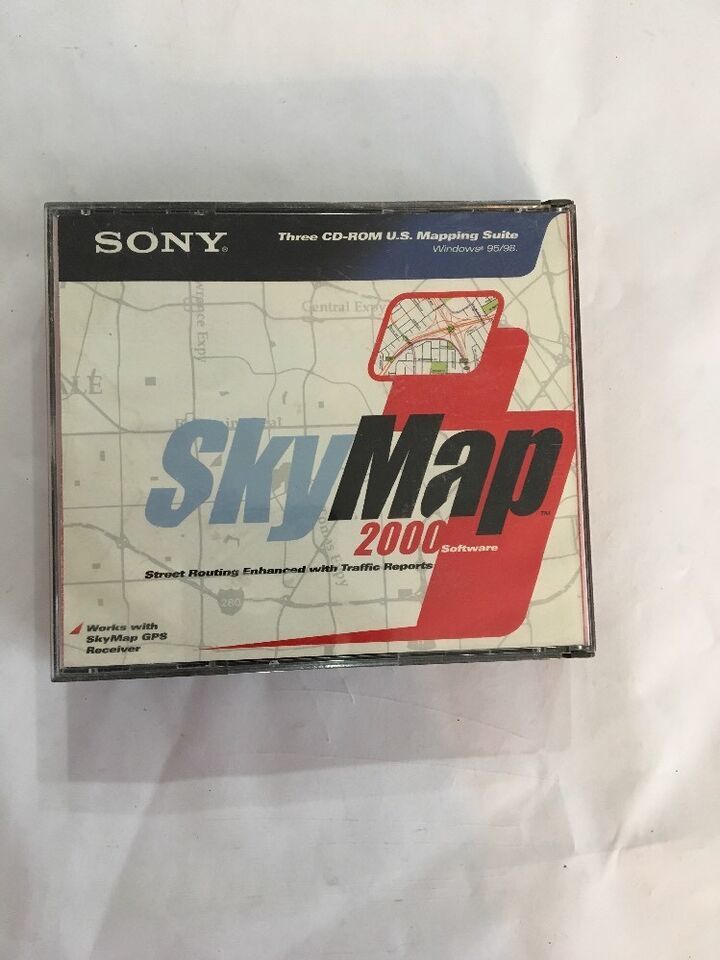 SONY®
Three CD-ROM U.S. Mapping Suite
Windows® 95/98.
Central Expy
SkyMap™
2000 Software
Street Routing Enhanced with Traffic Reports
280
Works with
SkyMap GPS
Receiver